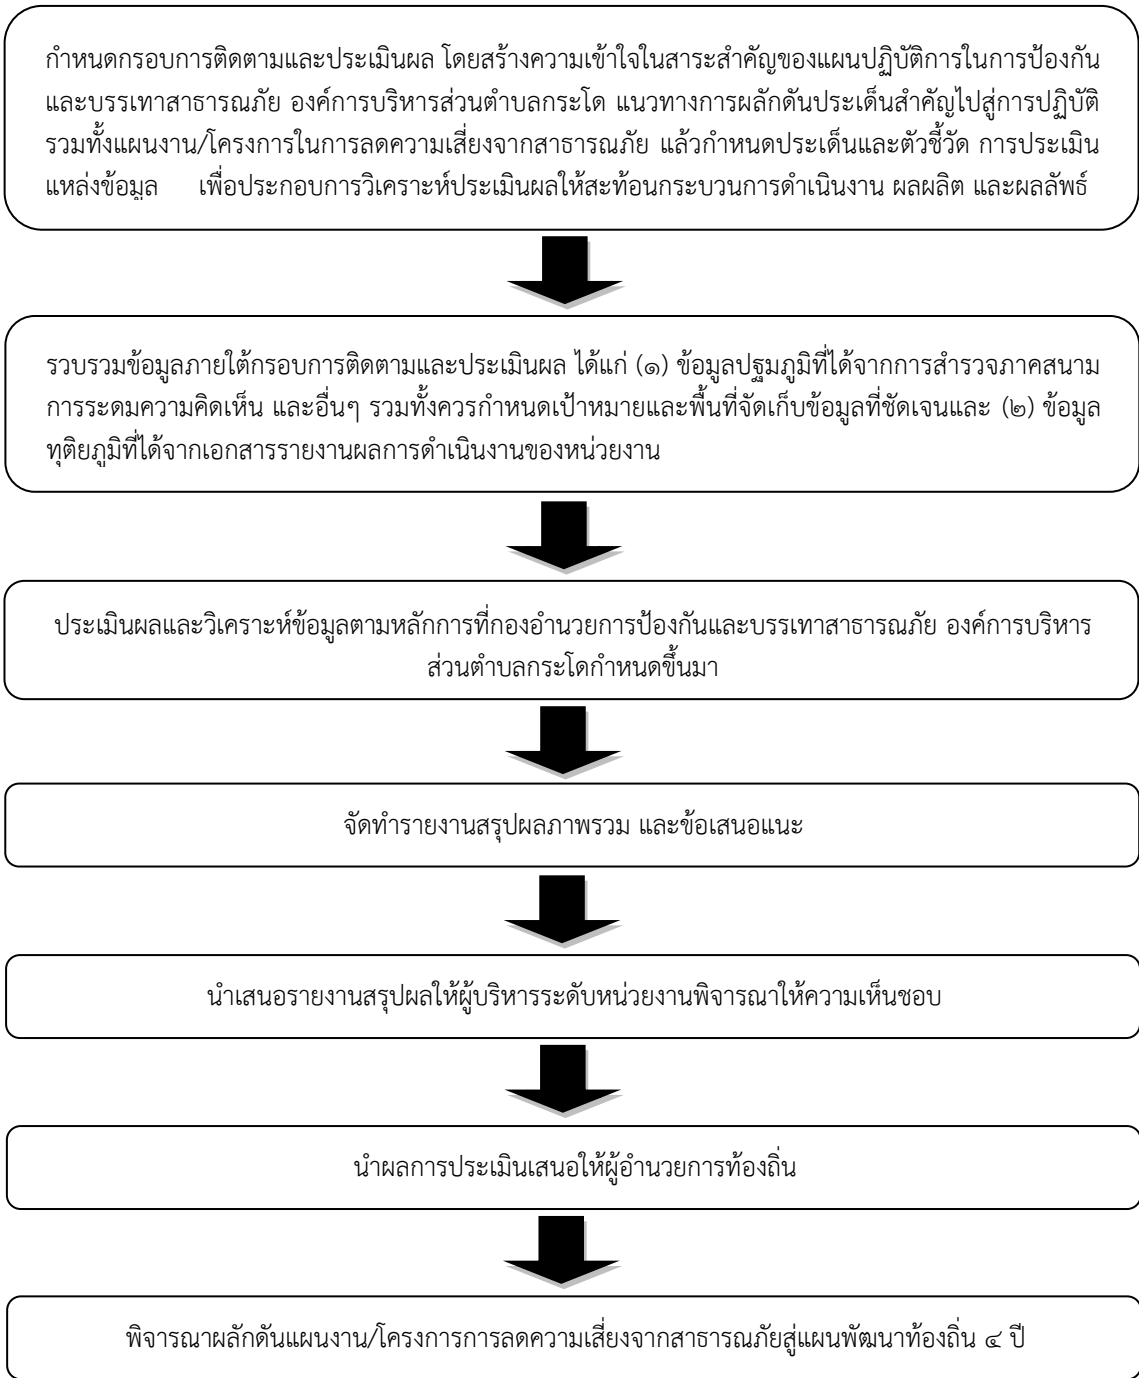 กำหนดกรอบการติดตามและประเมินผล โดยสร้างความเข้าใจในสาระสำคัญของแผนปฏิบัติการในการป้องกัน
และบรรเทาสาธารณภัย องค์การบริหารส่วนตำบลกระโด แนวทางการผลักดันประเด็นสำคัญไปสู่การปฏิบัติ
รวมทั้งแผนงาน/โครงการในการลดความเสี่ยงจากสาธารณภัย แล้วกำหนดประเด็นและตัวชี้วัด การประเมิน
แหล่งข้อมูล เพื่อประกอบการวิเคราะห์ประเมินผลให้สะท้อนกระบวนการดำเนินงาน ผลผลิต และผลลัพธ์
รวบรวมข้อมูลภายใต้กรอบการติดตามและประเมินผล ได้แก่ (๑) ข้อมูลปฐมภูมิที่ได้จากการสำรวจภาคสนาม
การระดมความคิดเห็น และอื่นๆ รวมทั้งควรกำหนดเป้าหมายและพื้นที่จัดเก็บข้อมูลที่ชัดเจนและ (๒) ข้อมูล
ทุติยภูมิที่ได้จากเอกสารรายงานผลการดำเนินงานของหน่วยงาน
ประเมินผลและวิเคราะห์ข้อมูลตามหลักการที่กองอำนวยการป้องกันและบรรเทาสาธารณภัย องค์การบริหาร
ส่วนตำบลกระโดกำหนดขึ้นมา
จัดทำรายงานสรุปผลภาพรวม และข้อเสนอแนะ
นำเสนอรายงานสรุปผลให้ผู้บริหารระดับหน่วยงานพิจารณาให้ความเห็นชอบ
นำผลการประเมินเสนอให้ผู้อำนวยการท้องถิ่น
พิจารณาผลักดันแผนงาน/โครงการการลดความเสี่ยงจากสาธารณภัยสู่แผนพัฒนาท้องถิ่น ๔ ปี